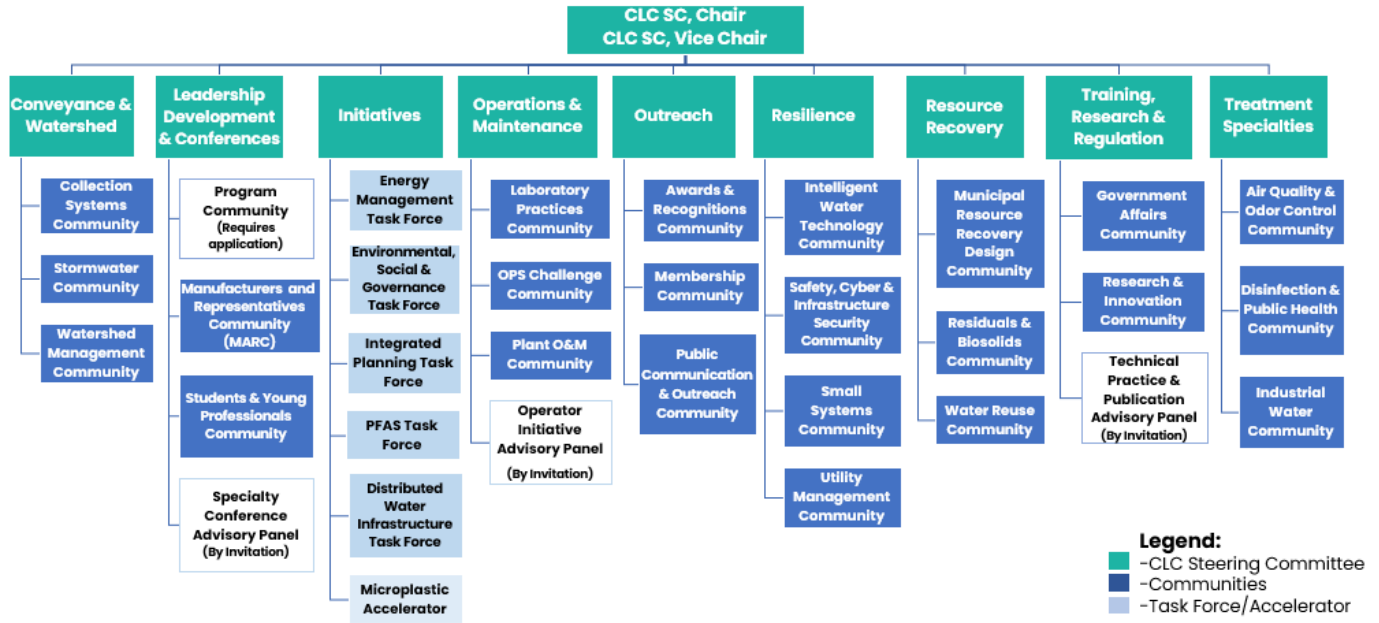 CLC SC, Chair
CLC SC, Vice Chair
Conveyance &
Watershed
Collection
Systems
Community
Stormwater
Community
Watershed
Management
Community
Leadership
Development
& Conferences
Program
Community
(Requires
application)
Manufacturers and
Representatives
Community
(MARC)
Students & Young
Professionals
Community
Specialty
Conference
Advisory Panel
(By Invitation)
Initiatives
Energy
Management
Task Force
Environmental,
Social &
Governance
Task Force
Integrated
Planning Task
Force
PFAS Task
Force
Distributed
Water
Infrastructure
Task Force
Microplastic
Accelerator
Operations &
Maintenance
Laboratory
Practices
Community
OPS Challenge
Community
Plant O&M
Community
Operator
Initiative
Advisory Panel
(By Invitation)
Outreach
Awards &
Recognitions
Community
Membership
Community
Public
Communication
& Outreach
Community
Resilience
Intelligent
Water
Technology
Community
Safety, Cyber &
Infrastructure
Security
Community
Small
Systems
Community
Utility
Management
Community
Resource
Recovery
Municipal
Resource
Recovery
Design
Community
Residuals &
Biosolids
Community
Water Reuse
Community
Training,
Research &
Regulation
Government
Affairs
Community
Research &
Innovation
Community
Technical
Practice &
Publication
Advisory Panel
(By Invitation)
Treatment
Specialties
Air Quality &
Odor Control
Community
Disinfection &
Public Health
Community
Industrial
Water
Community
Legend:
-CLC Steering Committee
-Communities
-Task Force/Accelerator